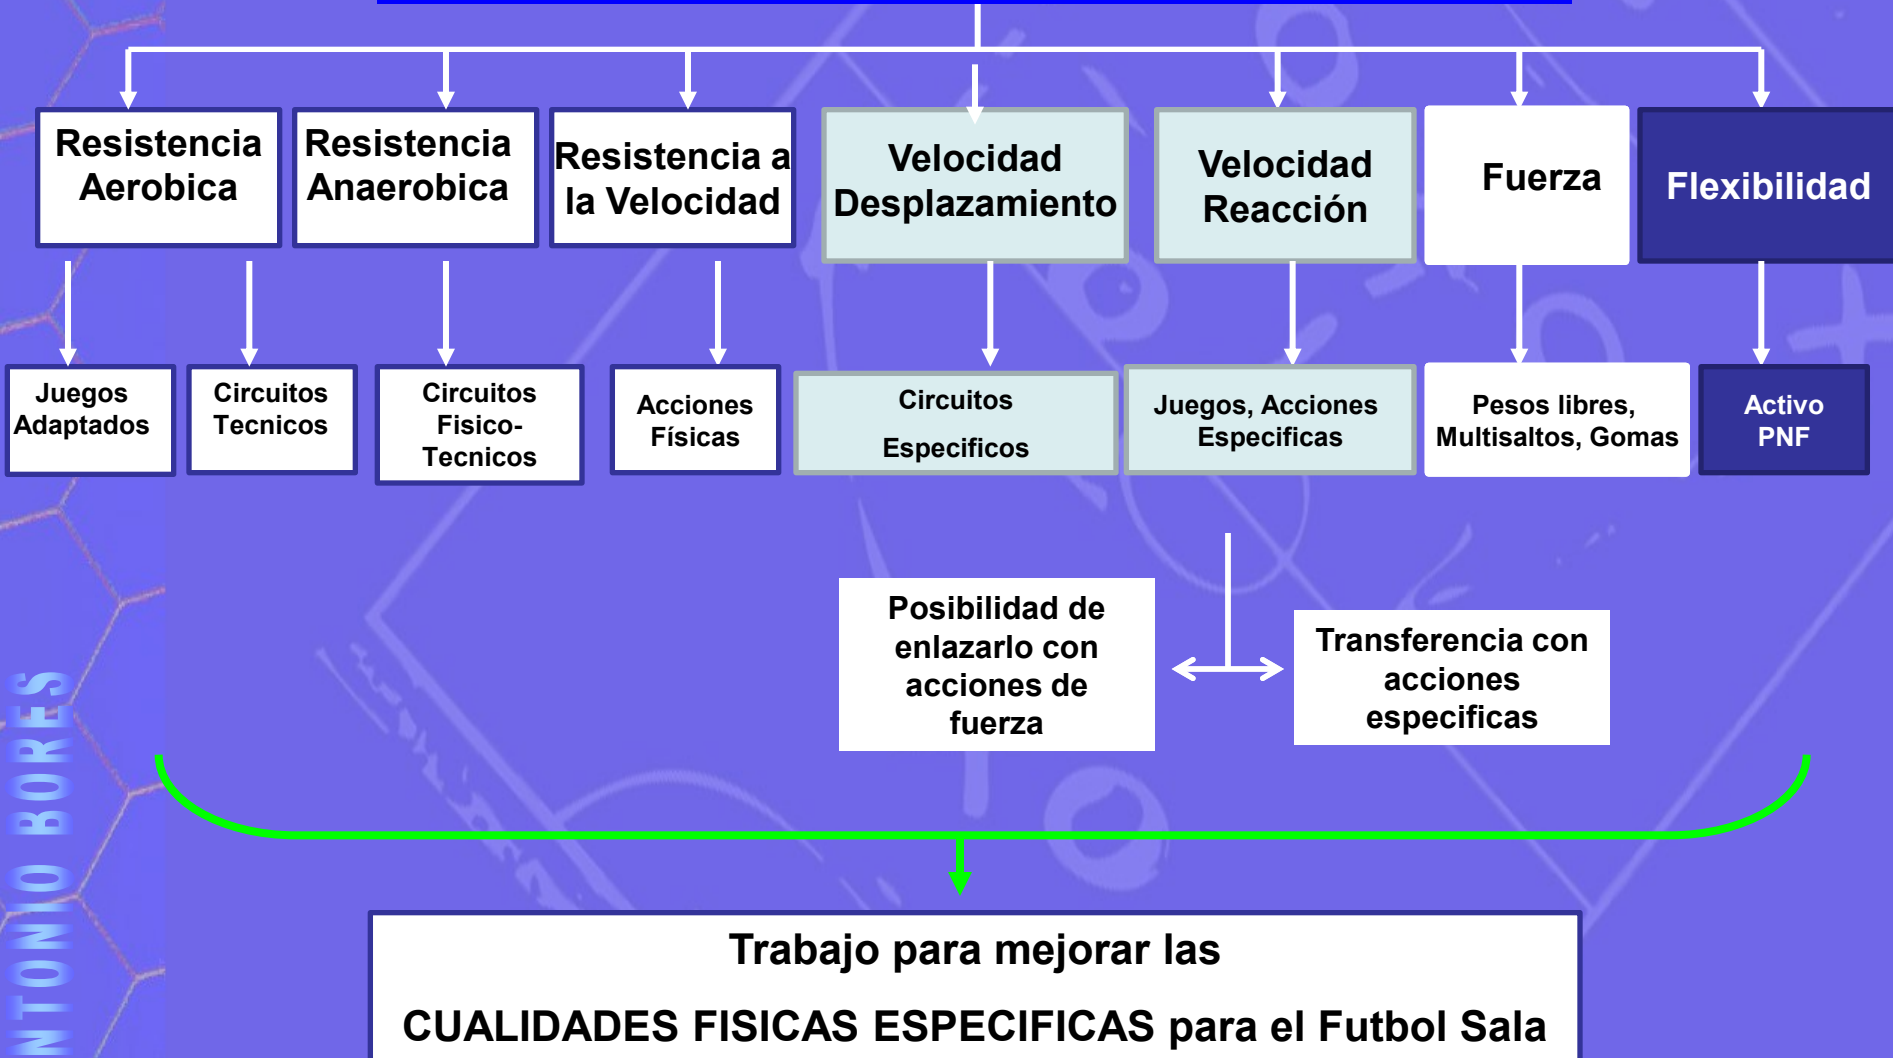 Resistencia
Aerobica
Resistencia
Anaerobica
Resistencia a
la Velocidad
Velocidad
Desplazamiento
Velocidad
Reacción
Fuerza
Flexibilidad
Juegos
Adaptados
Circuitos
Tecnicos
Circuitos
Fisico-
Tecnicos
Acciones
Físicas
Circuitos
Especificos
Juegos, Acciones
Especificas
Pesos libres,
Multisaltos, Gomas
Activo
PNF
Posibilidad de
enlazarlo con
acciones de
fuerza
Transferencia con
acciones
especificas
Trabajo para mejorar las
CUALIDADES FISICAS ESPECIFICAS para el Futbol Sala
NTONIO BORES